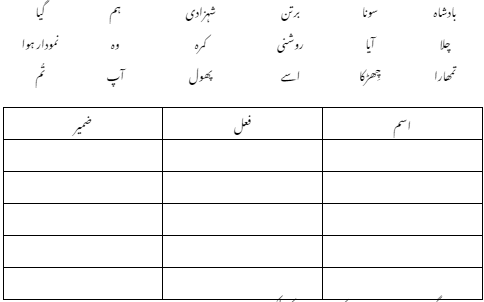 بادشاہ سونا برتن شہزادی ہم گیا
چلا آیا روشنی کمرہ وہ نمودار ہوا
تمھارا چھڑکا اسے پھول آپ تُم
اسم فعل ضمیر